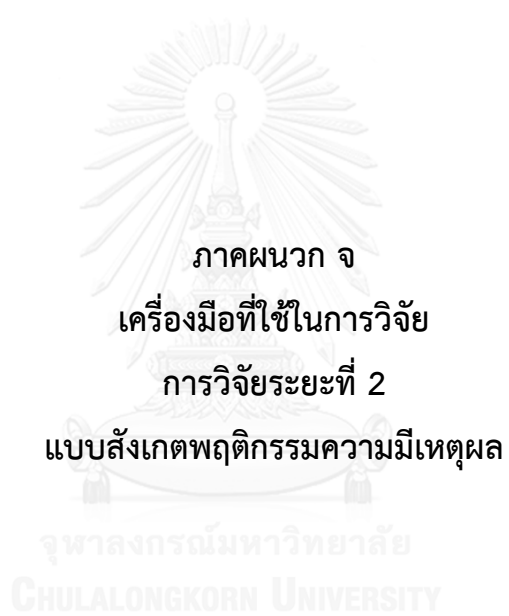 ภาคผนวก จ
เครื่องมือที่ใช้ในการวิจัย
การวิจัยระยะที่ 2
แบบสังเกตพฤติกรรมความมีเหตุผล
จุฬาลงกรณ์มหาวิทยาลัย
CHULALONGKORN UNIVERSITY